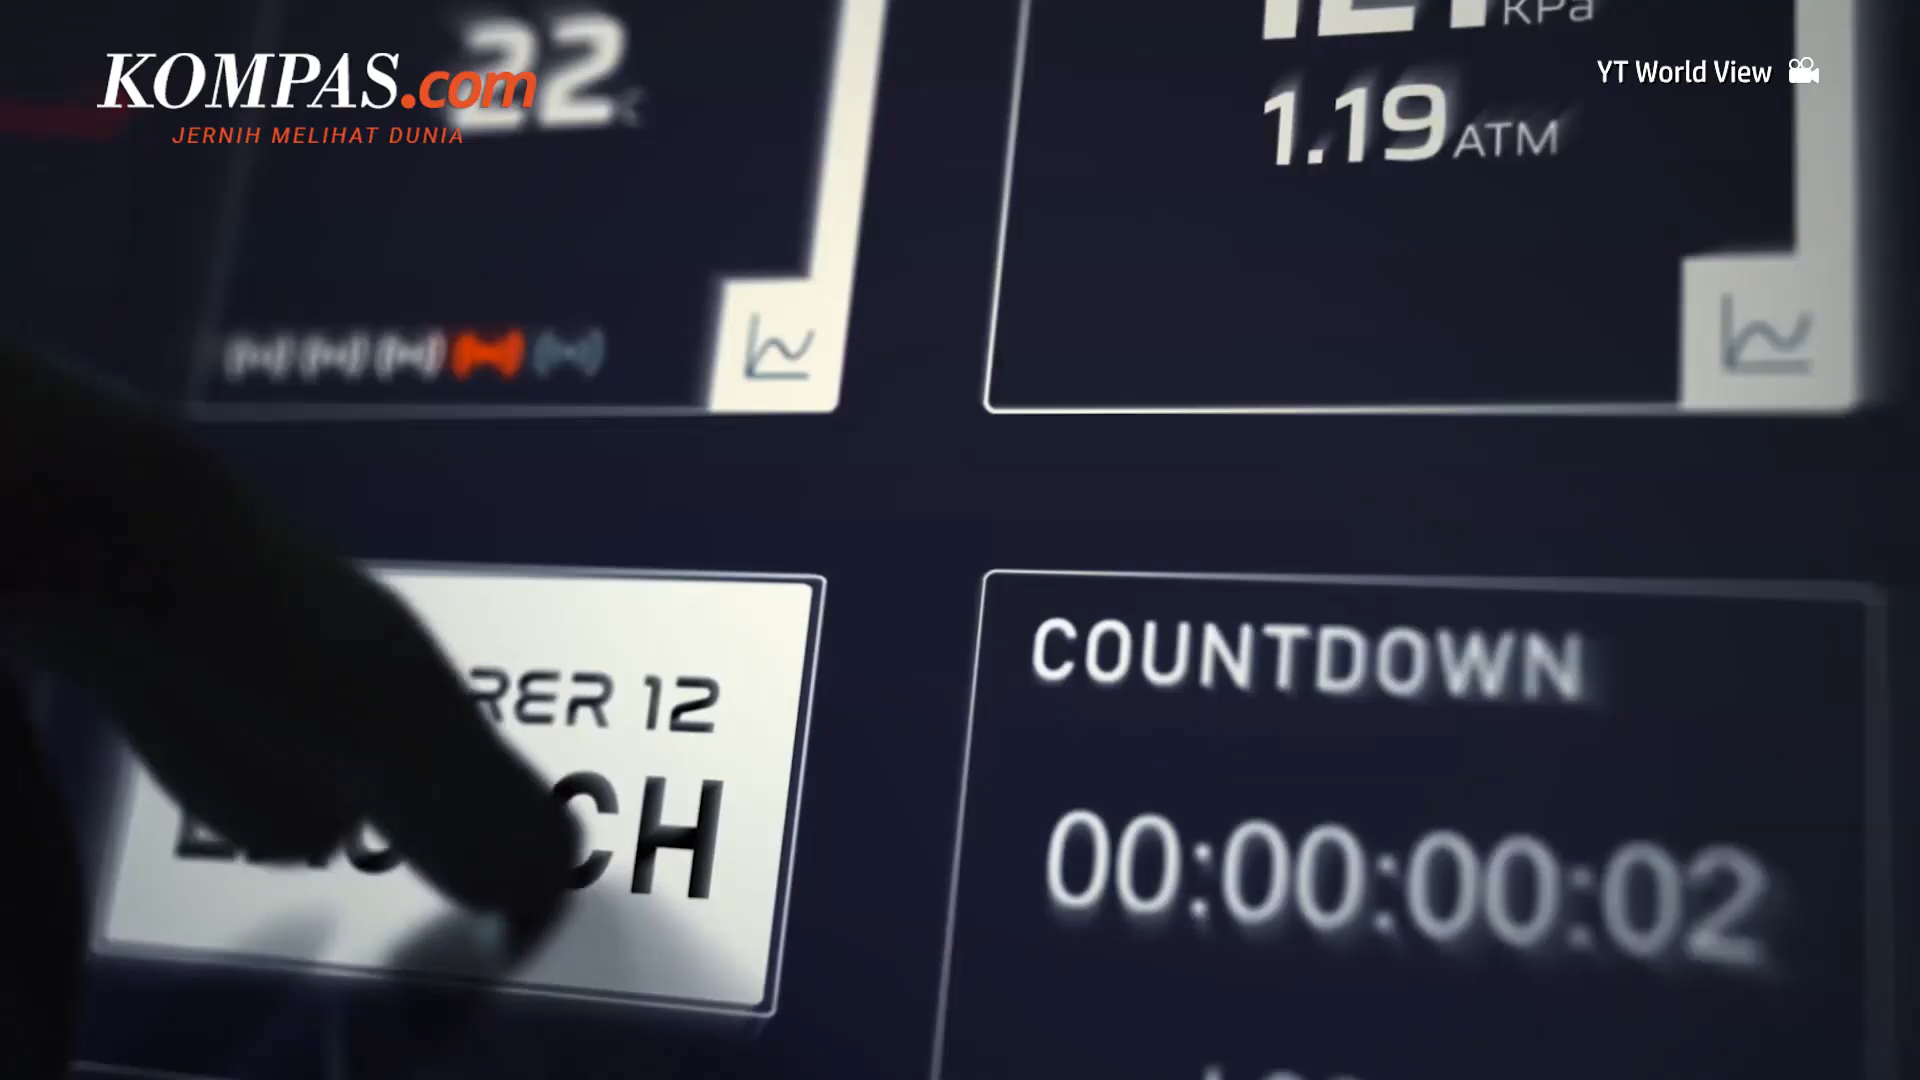 KOMPAS.com
JERNIH MELIHAT DUNIA
YT World View
22
121 KPa
1.19 ATM
RER 12
CH
COUNTDOWN
00:00:00:02